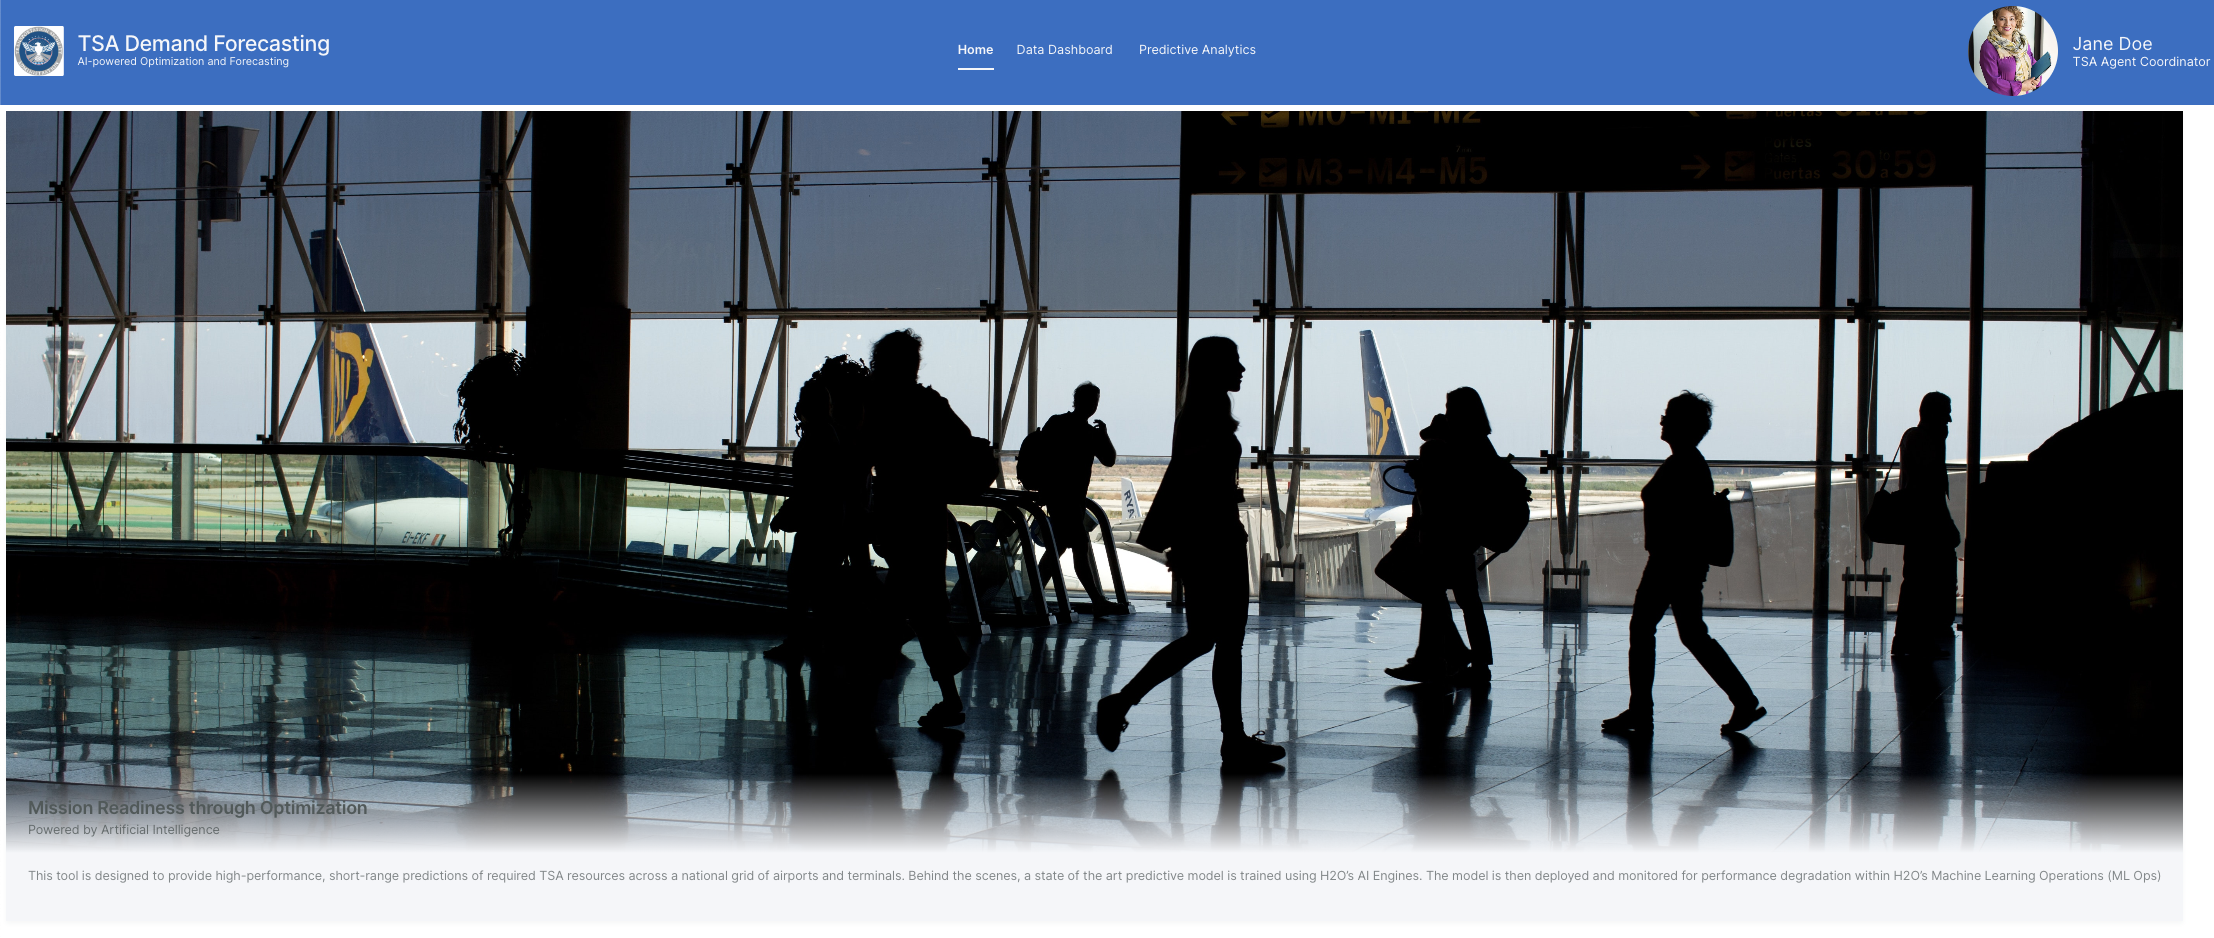 TSA Demand Forecasting
AI-powered Optimization and Forecasting
Home
Data Dashboard
Predictive Analytics
Jane Doe
TSA Agent Coordinator
M0-M1-M2
M3-M4-M5
uertas 30 a 59
RYA
EI-EKF
Mission Readiness through Optimization
Powered by Artificial Intelligence
This tool is designed to provide high-performance, short-range predictions of required TSA resources across a national grid of airports and terminals. Behind the scenes, a state of the art predictive model is trained using H2O's AI Engines. The model is then deployed and monitored for performance degradation within H2O's Machine Learning Operations (ML Ops)